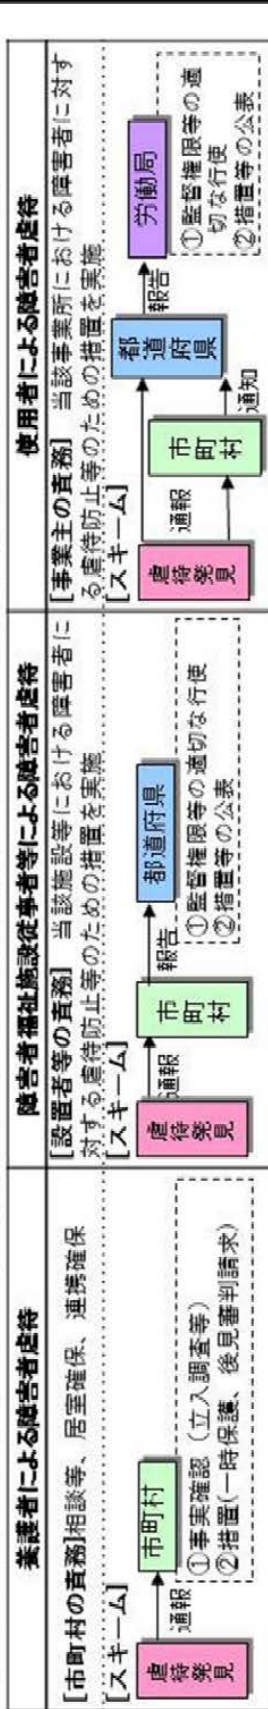 養護者による障害者虐待
[市町村の責務]相談等、居室確保、連携確保
[スキーム]
虐待発見
通報
市町村
①事実確認（立入調査等）
②措置(一時保護、後見審判請求)
障害者福祉施設従事者等による障害者虐待
[設置者等の責務] 当該施設等における障害者に
対する虐待防止等のための措置を実施
[スキーム]
虐待発見
通報
市町村
報告
都道府県
①監督権限等の適切な行使
②措置等の公表
使用者による障害者虐待
[事業主の責務] 当該事業所における障害者に対す
る虐待防止等のための措置を実施
[スキーム]
虐待発見
通報
市町村
通知
都道府県
報告
労働局
①監督権限等の適
切な行使
②措置等の公表